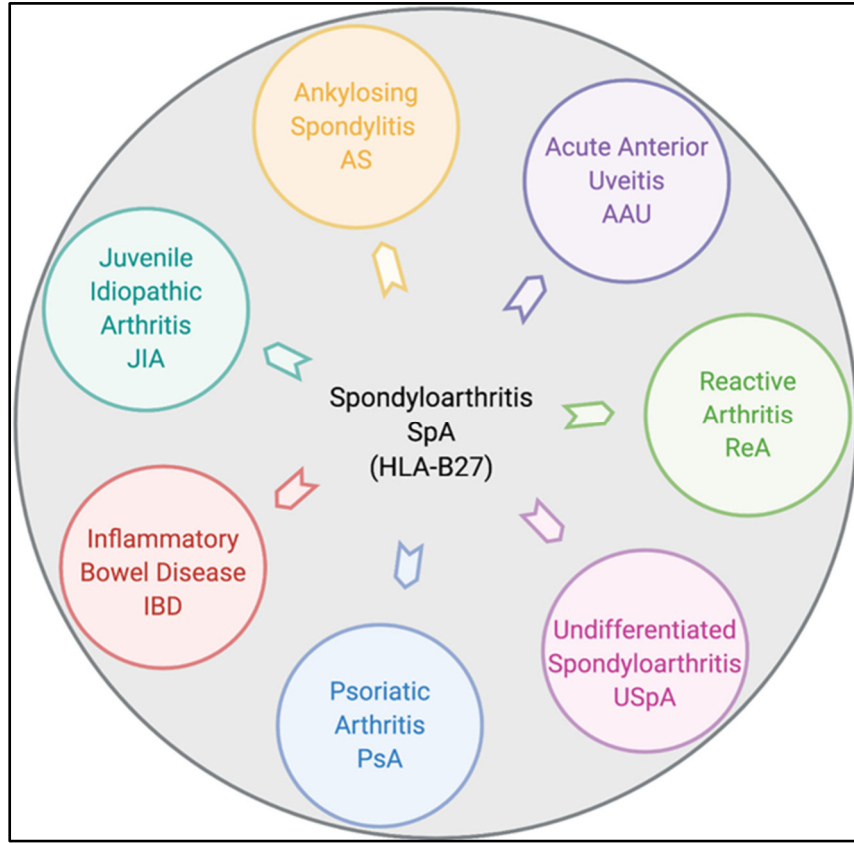 Ankylosing
Spondylitis
AS
Acute Anterior
Uveitis
AAU
Juvenile
Idiopathic
Arthritis
JIA
Reactive
Arthritis
ReA
Spondyloarthritis
SpA
(HLA-B27)
Inflammatory
Bowel Disease
IBD
Undifferentiated
Spondyloarthritis
USpA
Psoriatic
Arthritis
PsA